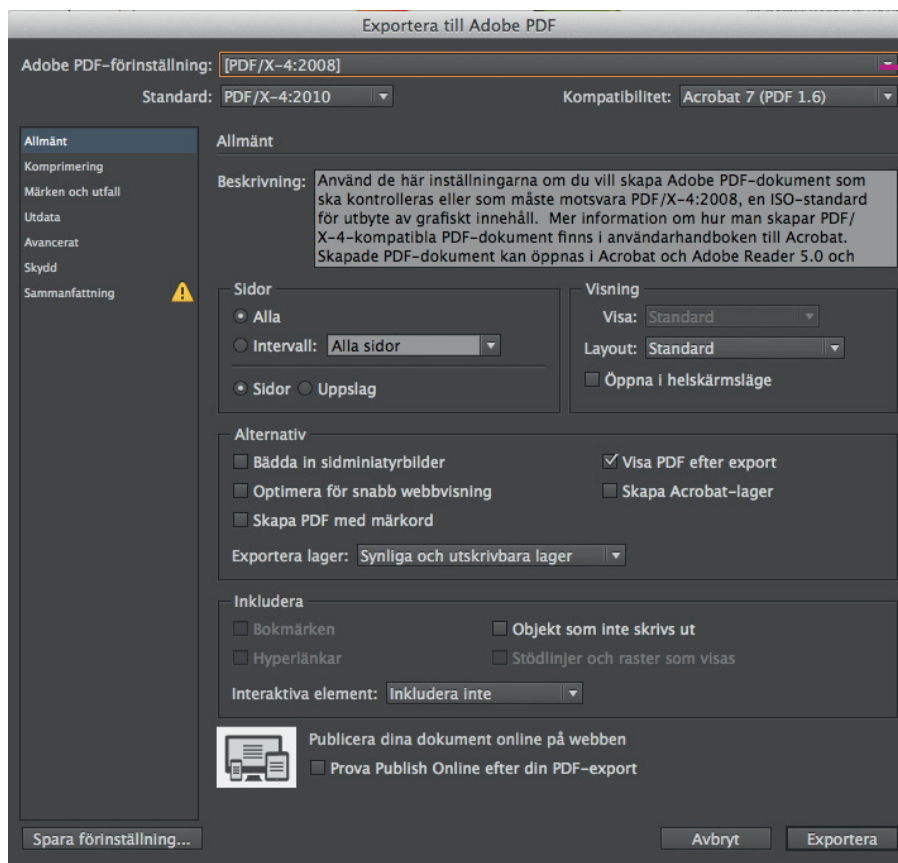 Exportera till Adobe PDF
Adobe PDF-förinställning: [PDF/X-4:2008]
Standard: PDF/X-4:2010 Kompatibilitet: Acrobat 7 (PDF 1.6)
Allmänt
Komprimering
Märken och utfall
Utdata
Avancerat
Skydd
Sammanfattning
Allmänt
Beskrivning: Använd de här inställningarna om du vill skapa Adobe PDF-dokument som
ska kontrolleras eller som måste motsvara PDF/X-4:2008, en ISO-standard
för utbyte av grafiskt innehåll. Mer information om hur man skapar PDF/
X-4-kompatibla PDF-dokument finns i användarhandboken till Acrobat.
Skapade PDF-dokument kan öppnas i Acrobat och Adobe Reader 5.0 och
Sidor
Alla
Intervall: Alla sidor
Sidor Uppslag
Visning
Visa: Standard
Layout: Standard
Öppna i helskärmsläge
Alternativ
Bädda in sidminiatyrbilder Visa PDF efter export
Optimera för snabb webbvisning Skapa Acrobat-lager
Skapa PDF med märkord
Exportera lager: Synliga och utskrivbara lager
Inkludera
Bokmärken Objekt som inte skrivs ut
Hyperlänkar Stödlinjer och raster som visas
Interaktiva element: Inkludera inte
Publicera dina dokument online på webben
Prova Publish Online efter din PDF-export
Spara förinställning... Avbryt Exportera